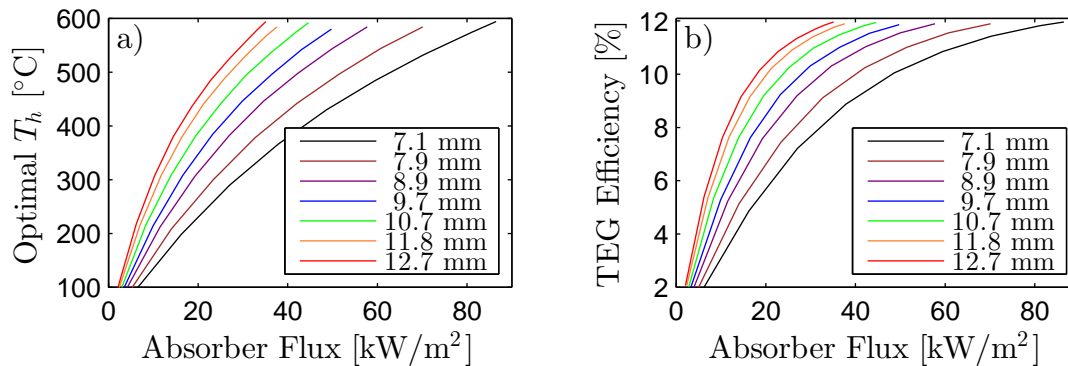 a)
Optimal T_h [°C]
600
500
400
300
200
100
7.1 mm
7.9 mm
8.9 mm
9.7 mm
10.7 mm
11.8 mm
12.7 mm
0 20 40 60 80
Absorber Flux [kW/m²]
b)
TEG Efficiency [%]
12
10
8
6
4
2
7.1 mm
7.9 mm
8.9 mm
9.7 mm
10.7 mm
11.8 mm
12.7 mm
0 20 40 60 80
Absorber Flux [kW/m²]